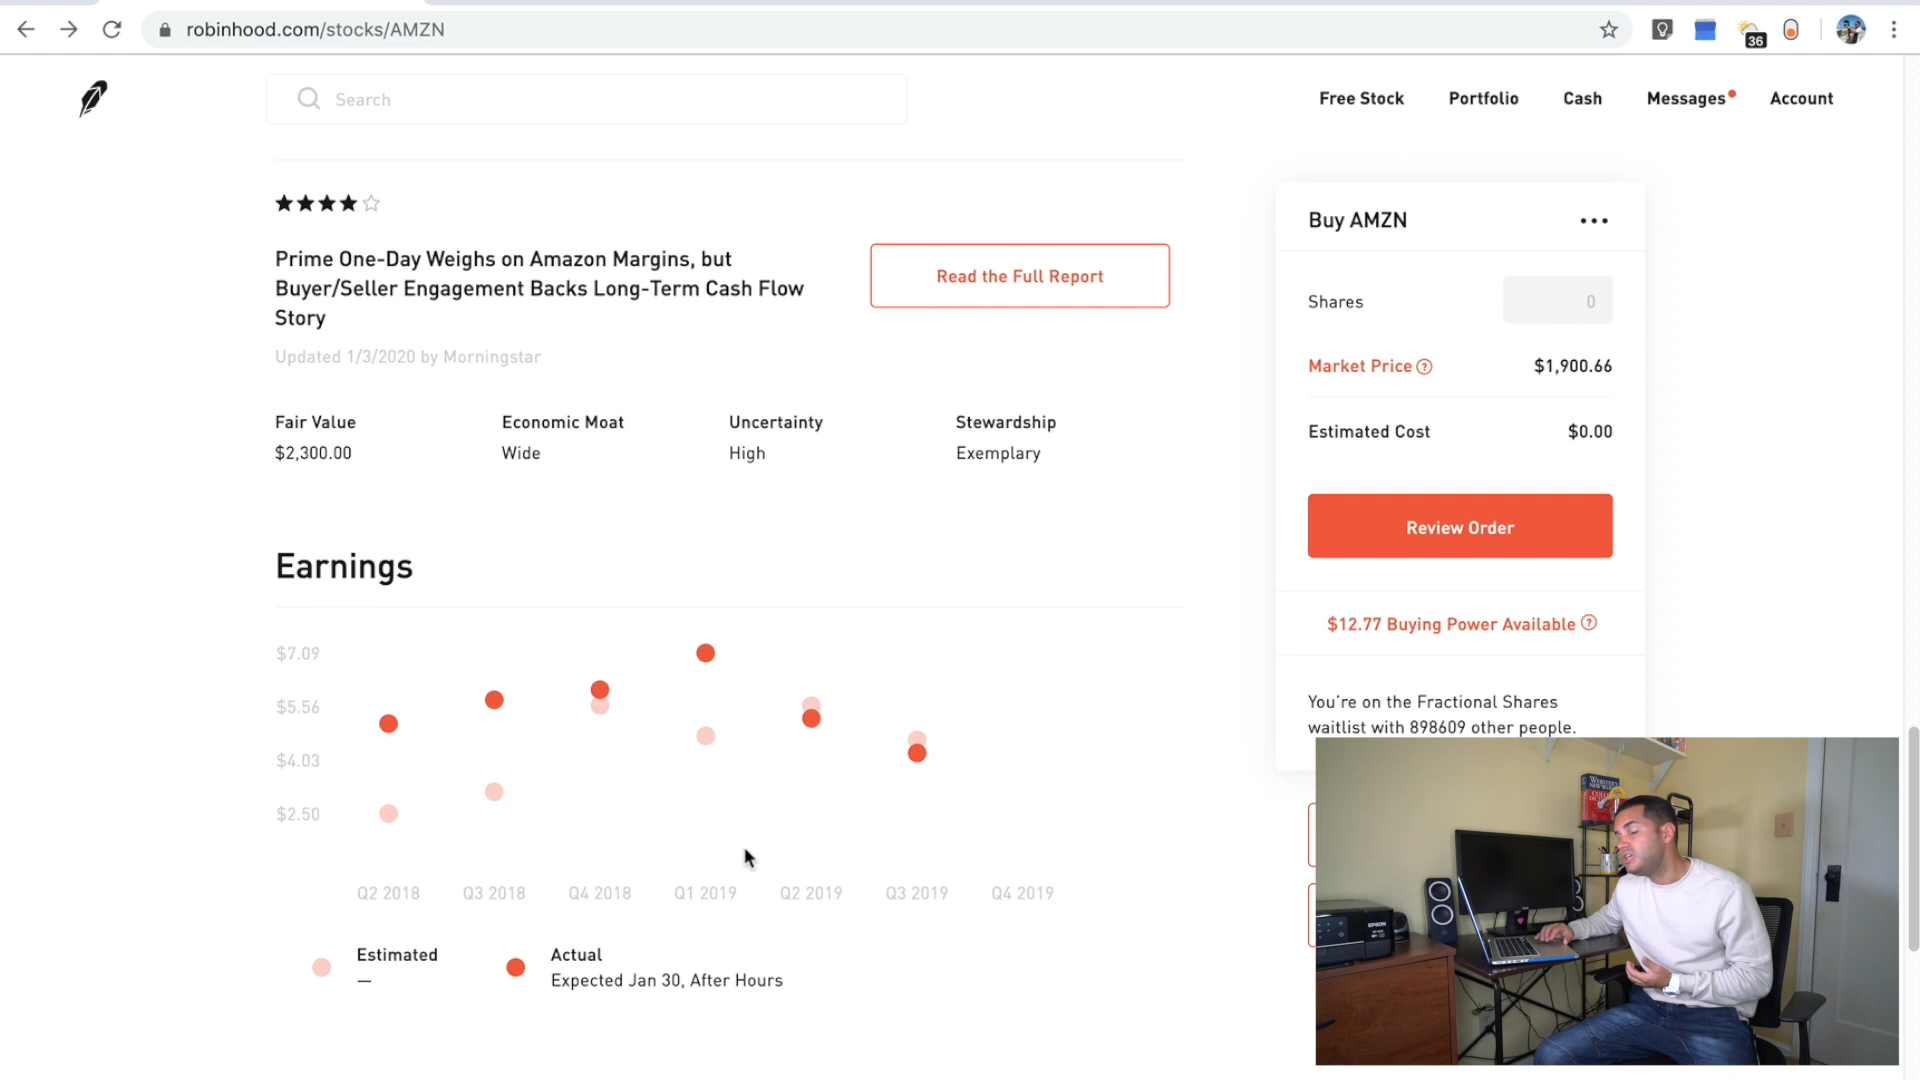 robinhood.com/stocks/AMZN
36
Search
Free Stock Portfolio Cash Messages Account
Prime One-Day Weighs on Amazon Margins, but
Buyer/Seller Engagement Backs Long-Term Cash Flow
Story
Read the Full Report
Updated 1/3/2020 by Morningstar
Fair Value Economic Moat Uncertainty Stewardship
$2,300.00 Wide High Exemplary
Buy AMZN
Shares 0
Market Price $1,900.66
Estimated Cost $0.00
Review Order
$12.77 Buying Power Available
You're on the Fractional Shares
waitlist with 898609 other people.
Earnings
$7.09
$5.56
$4.03
$2.50
Q2 2018 Q3 2018 Q4 2018 Q1 2019 Q2 2019 Q3 2019 Q4 2019
Estimated
—
Actual
Expected Jan 30, After Hours
WEBSTER'S
EPSON